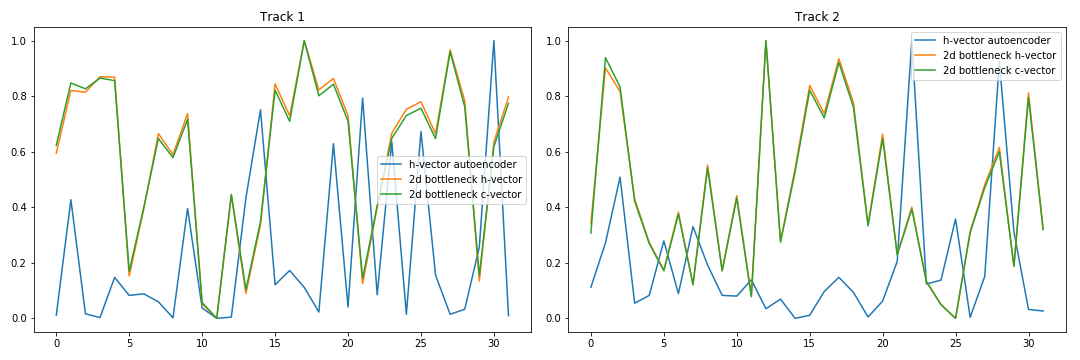 Track 1
1.0
0.8
0.6
0.4
0.2
0.0
h-vector autoencoder
2d bottleneck h-vector
2d bottleneck c-vector
0 5 10 15 20 25 30
Track 2
1.0
0.8
0.6
0.4
0.2
0.0
h-vector autoencoder
2d bottleneck h-vector
2d bottleneck c-vector
0 5 10 15 20 25 30